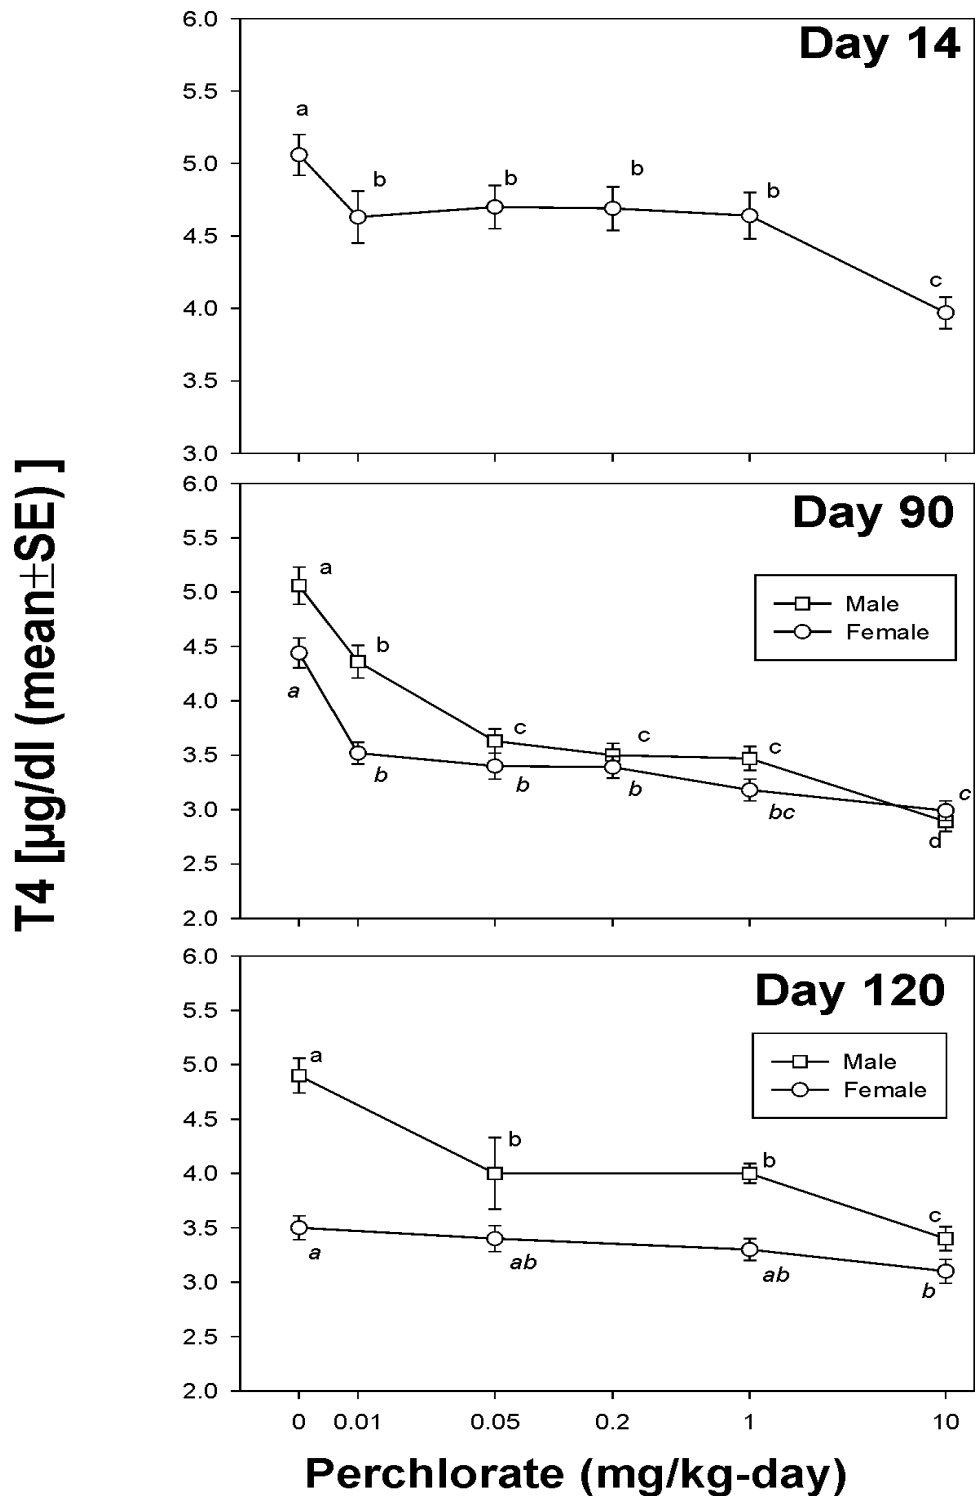 T4 [µg/dl (mean±SE) ]
Day 14
6.0
5.5
5.0
4.5
4.0
3.5
3.0
a
b
b
b
b
c
Day 90
6.0
5.5
5.0
4.5
4.0
3.5
3.0
2.5
2.0
Male
Female
a
b
c
c
c
d
a
b
b
b
bc
c
Day 120
6.0
5.5
5.0
4.5
4.0
3.5
3.0
2.5
2.0
Male
Female
a
b
b
c
a
ab
ab
b
0 0.01 0.05 0.2 1 10
Perchlorate (mg/kg-day)